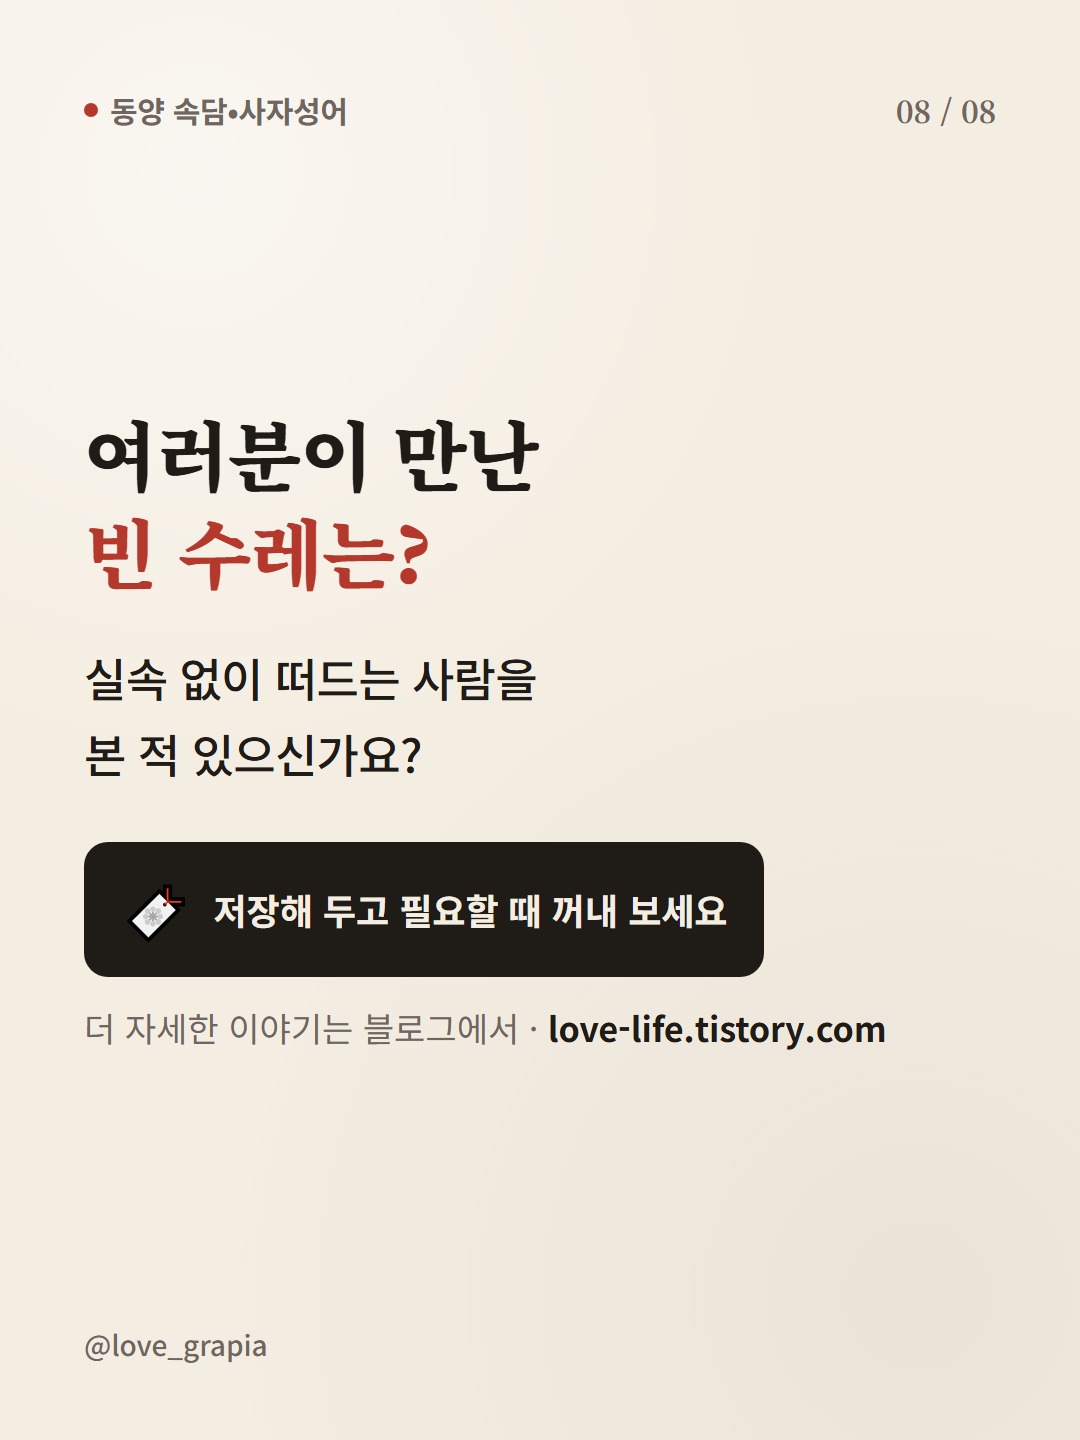 동양 속담•사자성어
08 / 08
여러분이 만난
빈 수레는?
실속 없이 떠드는 사람을
본 적 있으신가요?
저장해 두고 필요할 때 꺼내 보세요
더 자세한 이야기는 블로그에서 · love-life.tistory.com
@love_grapia